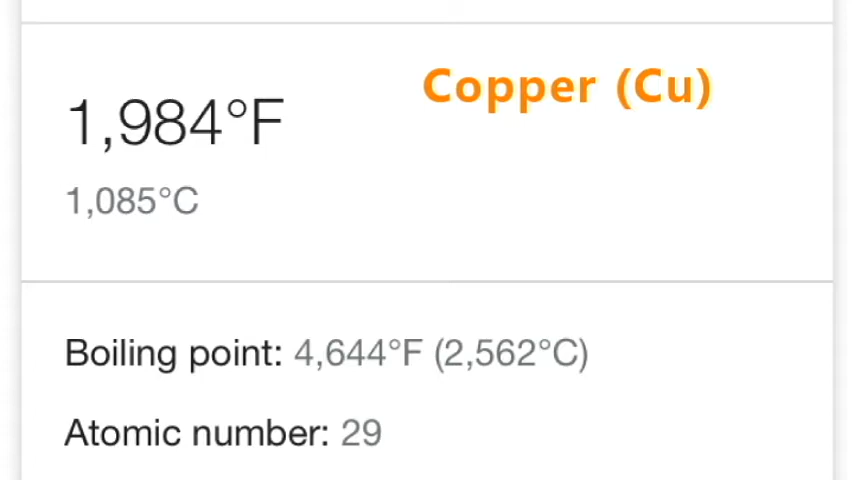 Copper (Cu)
1,984°F
1,085°C
Boiling point: 4,644°F (2,562°C)
Atomic number: 29